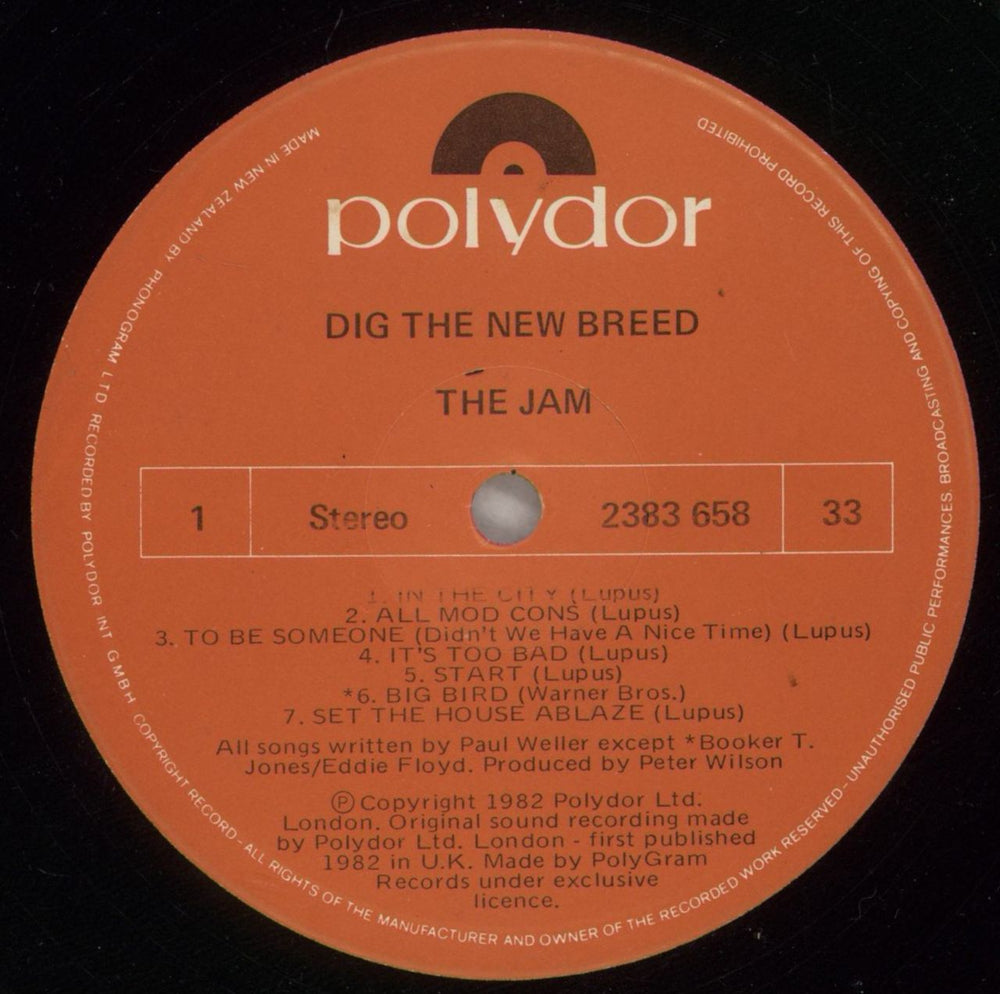 polydor
DIG THE NEW BREED
THE JAM
1 Stereo 2383 658 33
1. IN THE CITY (Lupus)
2. ALL MOD CONS (Lupus)
3. TO BE SOMEONE (Didn't We Have A Nice Time) (Lupus)
4. IT'S TOO BAD (Lupus)
5. START (Lupus)
*6. BIG BIRD (Warner Bros.)
7. SET THE HOUSE ABLAZE (Lupus)
All songs written by Paul Weller except *Booker T.
Jones/Eddie Floyd. Produced by Peter Wilson
Ⓟ Copyright 1982 Polydor Ltd.
London. Original sound recording made
by Polydor Ltd. London - first published
1982 in U.K. Made by PolyGram
Records under exclusive
licence.
MADE IN NEW ZEALAND BY PHONOGRAM LTD RECORDED BY POLYDOR INT GMBH COPYRIGHT RECORD - ALL RIGHTS OF THE MANUFACTURER AND OWNER OF THE RECORDED WORK RESERVED - UNAUTHORISED PUBLIC PERFORMANCES. BROADCASTING AND COPYING OF THIS RECORD PROHIBITED